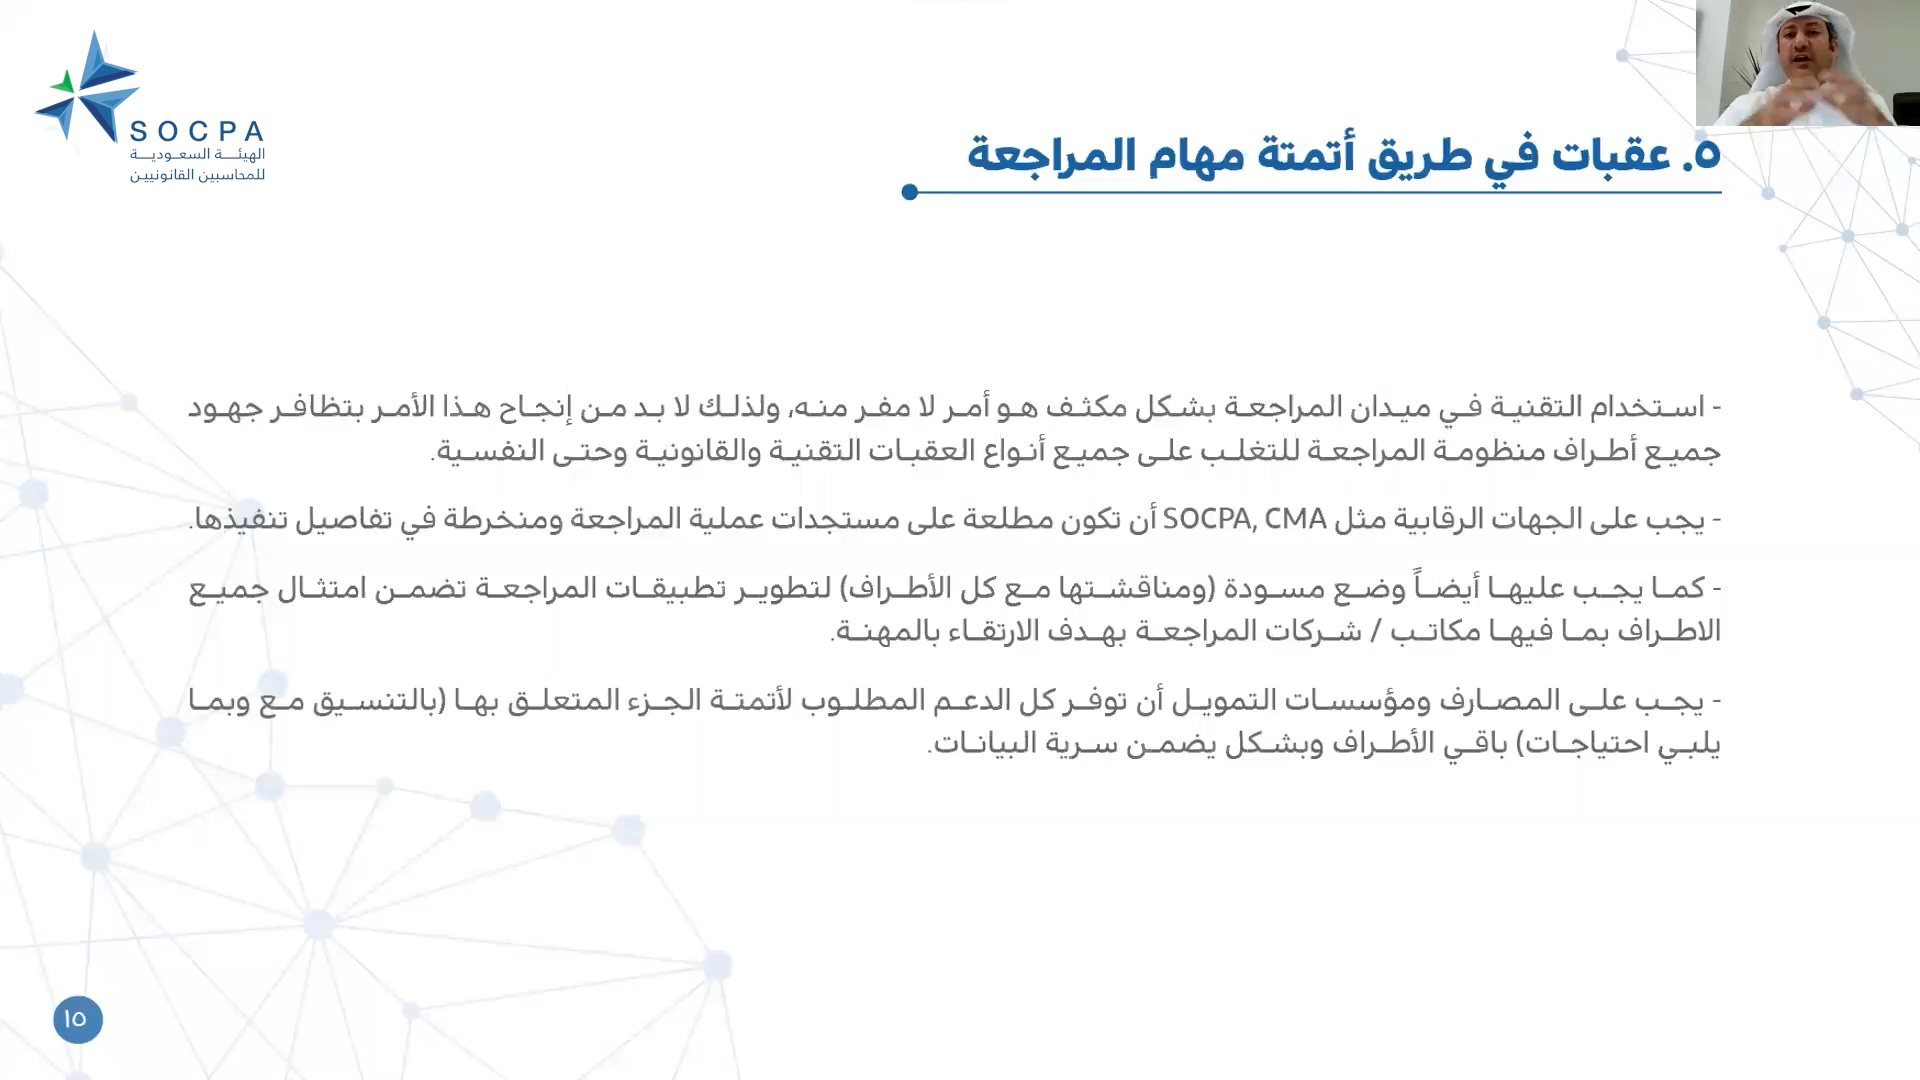 SOCPA
الهيئة السعودية
للمحاسبين القانونيين
٥. عقبات في طريق أتمتة مهام المراجعة
- استخدام التقنية في ميدان المراجعة بشكل مكثف هو أمر لا مفر منه، ولذلك لا بد من إنجاح هذا الأمر بتظافر جهود
جميع أطراف منظومة المراجعة للتغلب على جميع أنواع العقبات التقنية والقانونية وحتى النفسية.
- يجب على الجهات الرقابية مثل SOCPA, CMA أن تكون مطلعة على مستجدات عملية المراجعة ومنخرطة في تفاصيل تنفيذها.
- كما يجب عليها أيضاً وضع مسودة (ومناقشتها مع كل الأطراف) لتطوير تطبيقات المراجعة تضمن امتثال جميع
الاطراف بما فيها مكاتب / شركات المراجعة بهدف الارتقاء بالمهنة.
- يجب على المصارف ومؤسسات التمويل أن توفر كل الدعم المطلوب لأتمتة الجزء المتعلق بها (بالتنسيق مع وبما
يلبي احتياجات) باقي الأطراف وبشكل يضمن سرية البيانات.
١٥